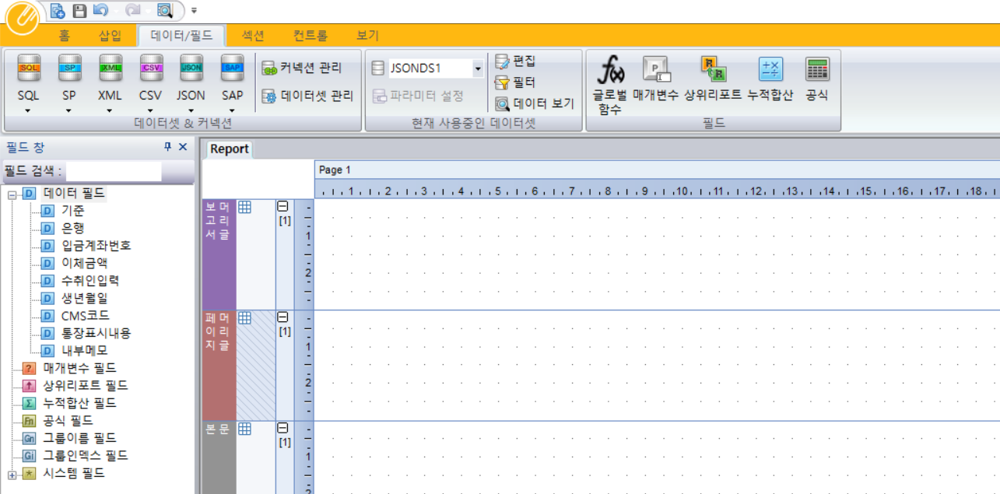 홈 삽입 데이터/필드 섹션 컨트롤 보기
SQL SP XML CSV JSON SAP
SQL SP XML CSV JSON SAP
커넥션 관리
데이터셋 관리
데이터셋 & 커넥션
JSONDS1
파라미터 설정
편집
필터
데이터 보기
현재 사용중인 데이터셋
글로벌 함수 매개변수 상위리포트 누적합산 공식
필드
필드 창
필드 검색 :
데이터 필드
기준
은행
입금계좌번호
이체금액
수취인입력
생년월일
CMS코드
통장표시내용
내부메모
매개변수 필드
상위리포트 필드
누적합산 필드
공식 필드
그룹이름 필드
그룹인덱스 필드
시스템 필드
Report
Page 1
1 2 3 4 5 6 7 8 9 10 11 12 13 14 15 16 17 18
보고서 머리글
[1]
1
2
페이지 머리글
[1]
1
2
본문
[1]
1
2